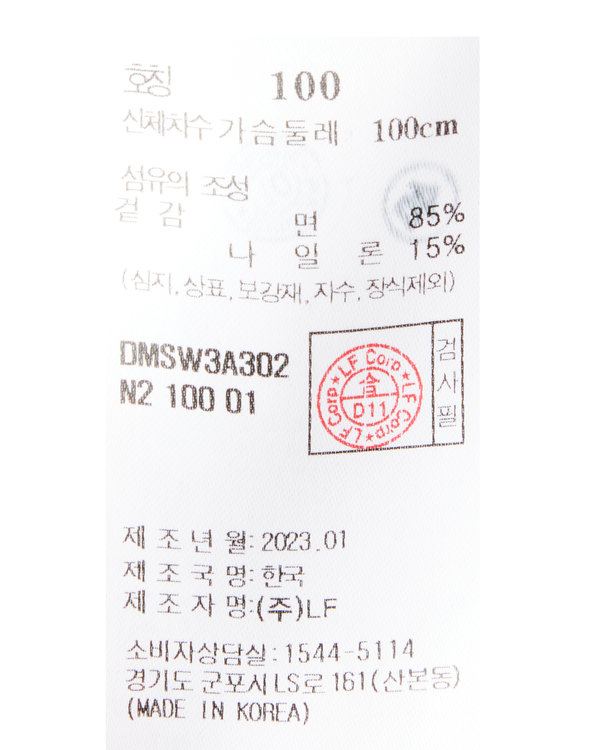 호칭 100
신체치수 가슴둘레 100cm
섬유의 조성
겉감 면 85%
나일론 15%
(심지, 상표, 보강재, 자수, 장식제외)
DMSW3A302
N2 100 01
LF Corp ★ LF Corp ★ LF Corp ★
합
D11
검사필
제조년월: 2023.01
제조국명: 한국
제조자명: (주)LF
소비자상담실: 1544-5114
경기도 군포시 LS로 161(산본동)
(MADE IN KOREA)